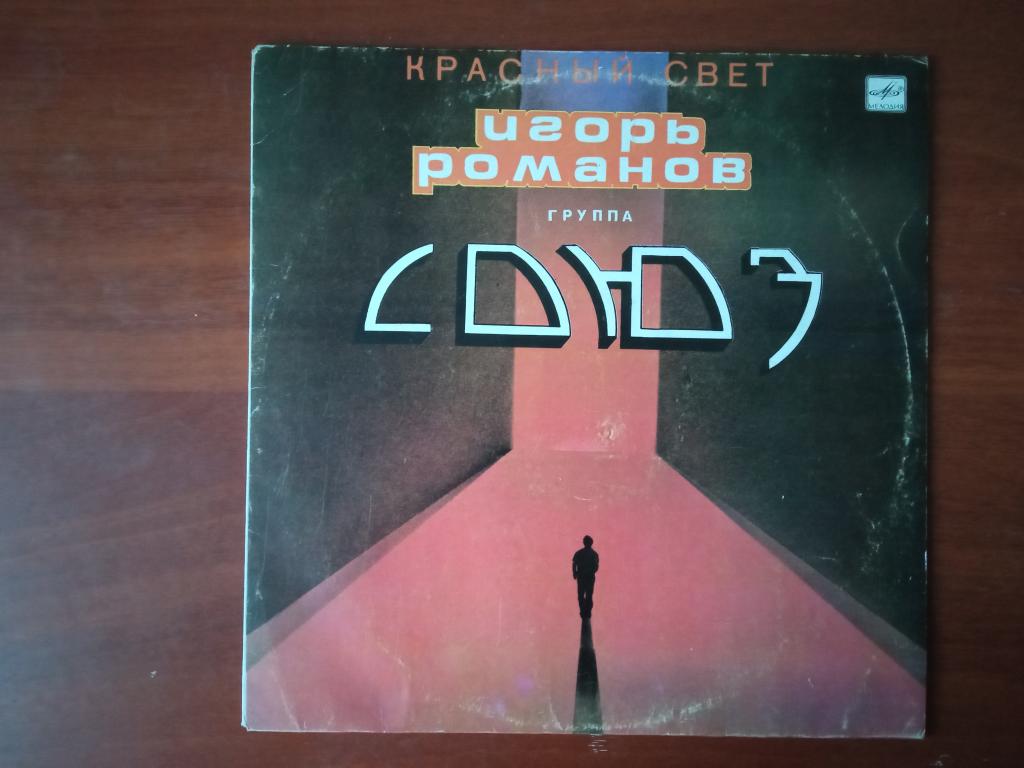 КРАСНЫЙ СВЕТ
МЕЛОДИЯ
игорь
романов
ГРУППА
СОЮЗ